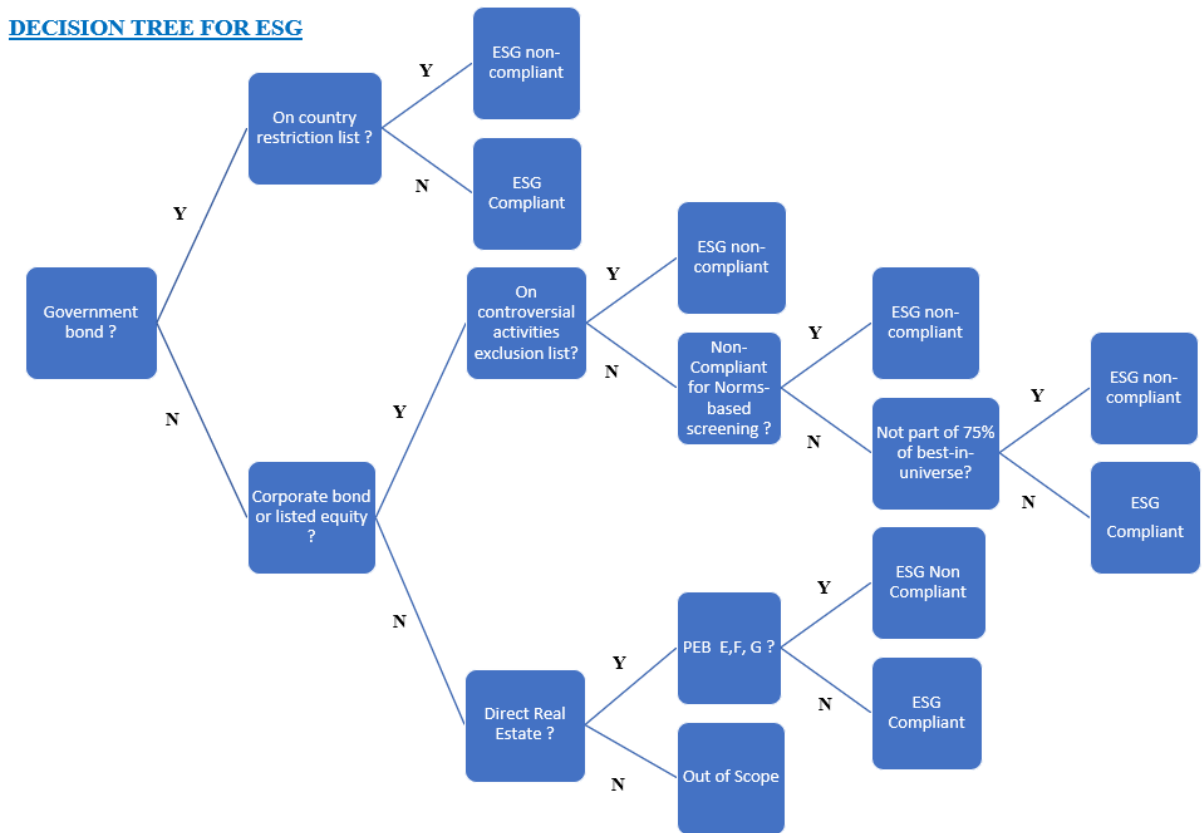 DECISION TREE FOR ESG
ESG non-
compliant
Y
On country
restriction list ?
N
ESG
Compliant
Y
Government
bond ?
N
ESG non-
compliant
Y
On
controversial
activities
exclusion list?
N
Non-
Compliant
for Norms-
based
screening ?
Y
ESG non-
compliant
N
Not part of 75%
of best-in-
universe?
Y
ESG non-
compliant
N
ESG
Compliant
Y
Corporate bond
or listed equity
?
N
Direct Real
Estate ?
Y
PEB E,F, G ?
Y
ESG Non
Compliant
N
ESG
Compliant
N
Out of Scope